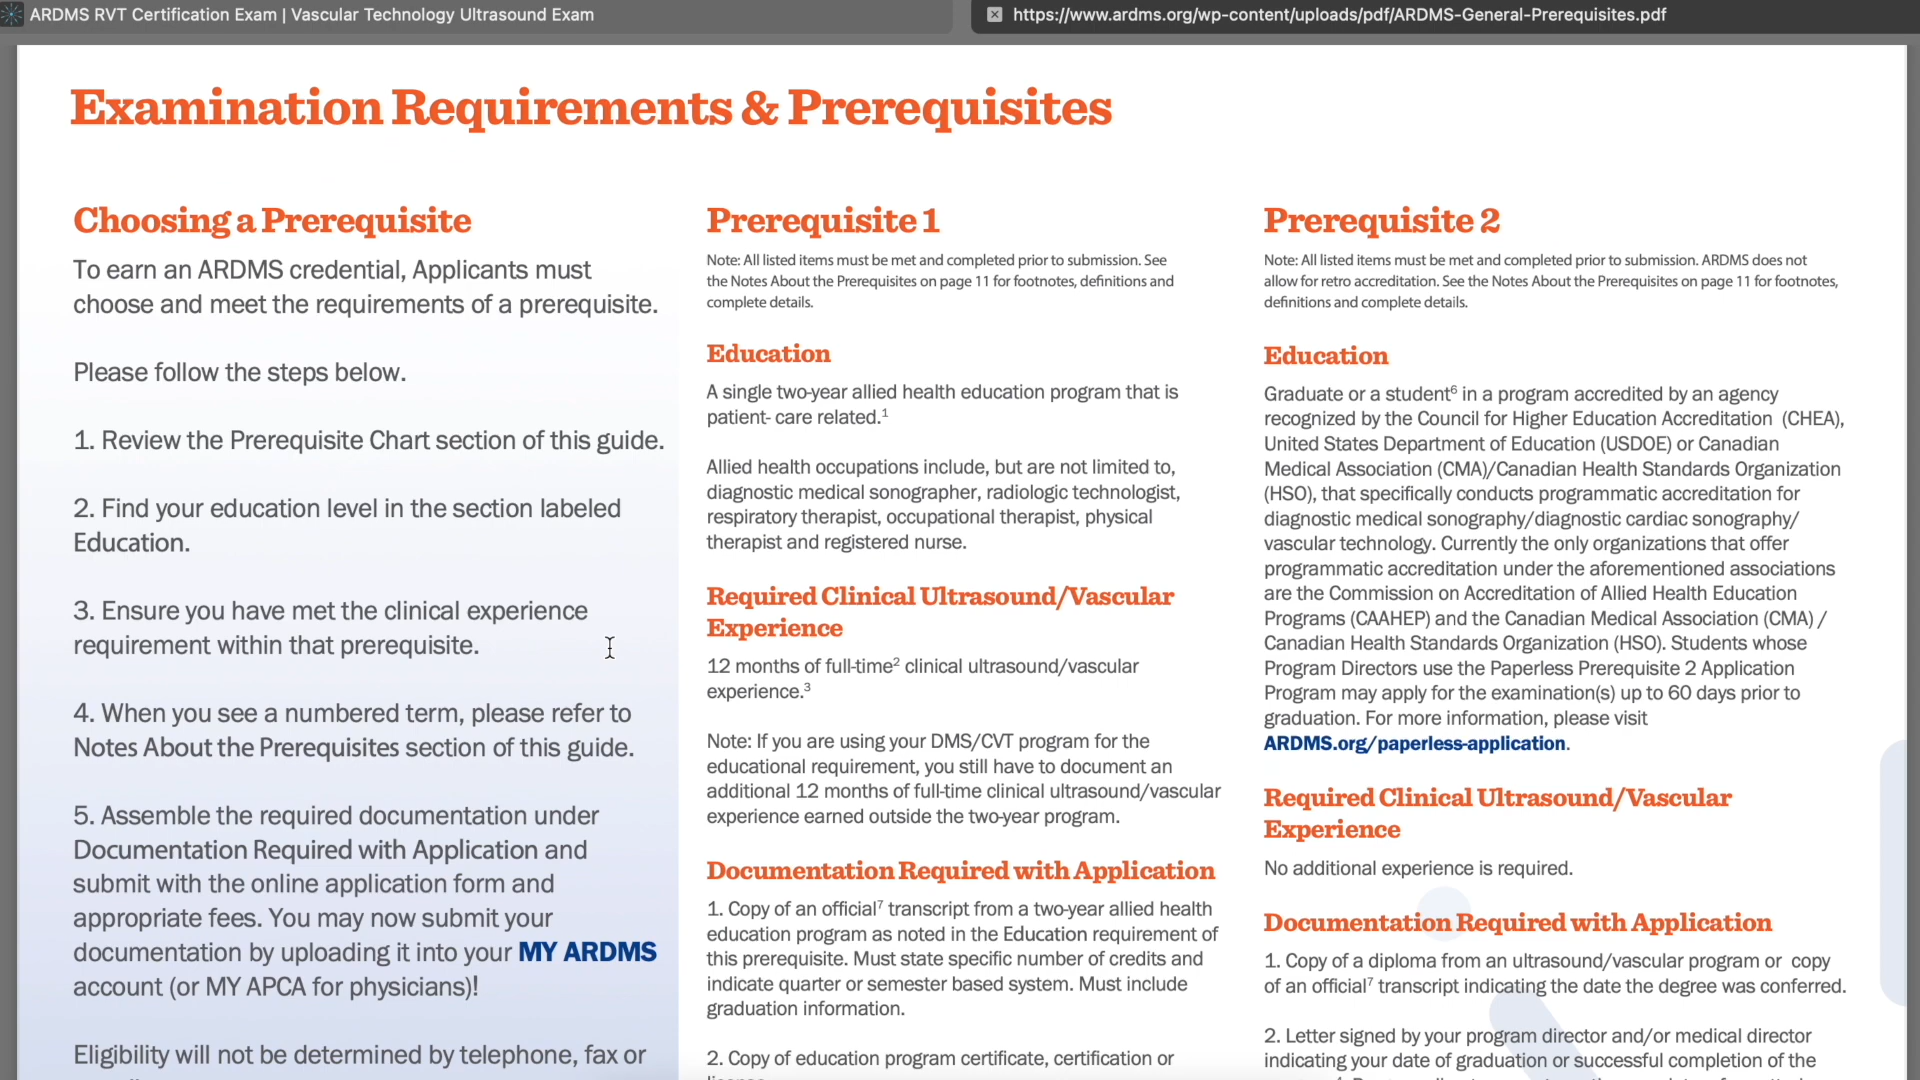 ARDMS RVT Certification Exam | Vascular Technology Ultrasound Exam
https://www.ardms.org/wp-content/uploads/pdf/ARDMS-General-Prerequisites.pdf
Examination Requirements & Prerequisites
Choosing a Prerequisite
To earn an ARDMS credential, Applicants must
choose and meet the requirements of a prerequisite.
Please follow the steps below.
1. Review the Prerequisite Chart section of this guide.
2. Find your education level in the section labeled
Education.
3. Ensure you have met the clinical experience
requirement within that prerequisite.
4. When you see a numbered term, please refer to
Notes About the Prerequisites section of this guide.
5. Assemble the required documentation under
Documentation Required with Application and
submit with the online application form and
appropriate fees. You may now submit your
documentation by uploading it into your MY ARDMS
account (or MY APCA for physicians)!
Eligibility will not be determined by telephone, fax or
Prerequisite 1
Note: All listed items must be met and completed prior to submission. See
the Notes About the Prerequisites on page 11 for footnotes, definitions and
complete details.
Education
A single two-year allied health education program that is
patient- care related.¹
Allied health occupations include, but are not limited to,
diagnostic medical sonographer, radiologic technologist,
respiratory therapist, occupational therapist, physical
therapist and registered nurse.
Required Clinical Ultrasound/Vascular
Experience
12 months of full-time² clinical ultrasound/vascular
experience.³
Note: If you are using your DMS/CVT program for the
educational requirement, you still have to document an
additional 12 months of full-time clinical ultrasound/vascular
experience earned outside the two-year program.
Documentation Required with Application
1. Copy of an official⁷ transcript from a two-year allied health
education program as noted in the Education requirement of
this prerequisite. Must state specific number of credits and
indicate quarter or semester based system. Must include
graduation information.
2. Copy of education program certificate, certification or
Prerequisite 2
Note: All listed items must be met and completed prior to submission. ARDMS does not
allow for retro accreditation. See the Notes About the Prerequisites on page 11 for footnotes,
definitions and complete details.
Education
Graduate or a student⁶ in a program accredited by an agency
recognized by the Council for Higher Education Accreditation (CHEA),
United States Department of Education (USDOE) or Canadian
Medical Association (CMA)/Canadian Health Standards Organization
(HSO), that specifically conducts programmatic accreditation for
diagnostic medical sonography/diagnostic cardiac sonography/
vascular technology. Currently the only organizations that offer
programmatic accreditation under the aforementioned associations
are the Commission on Accreditation of Allied Health Education
Programs (CAAHEP) and the Canadian Medical Association (CMA) /
Canadian Health Standards Organization (HSO). Students whose
Program Directors use the Paperless Prerequisite 2 Application
Program may apply for the examination(s) up to 60 days prior to
graduation. For more information, please visit
ARDMS.org/paperless-application.
Required Clinical Ultrasound/Vascular
Experience
No additional experience is required.
Documentation Required with Application
1. Copy of a diploma from an ultrasound/vascular program or copy
of an official⁷ transcript indicating the date the degree was conferred.
2. Letter signed by your program director and/or medical director
indicating your date of graduation or successful completion of the